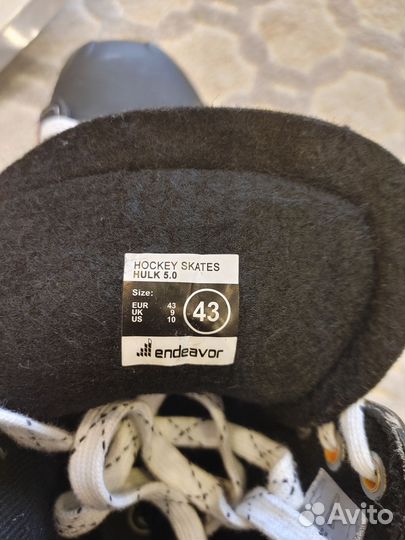 HOCKEY SKATES
HULK 5.0
Size:
EUR 43
UK 9
US 10
43
endeavor
Avito